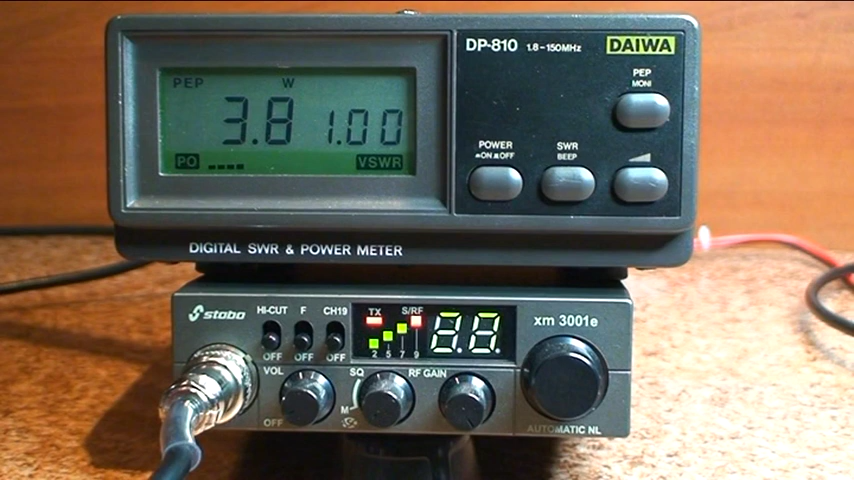 DP-810 1.8-150MHz DAIWA
PEP W
3.8 1.00
PO VSWR
PEP
MONI
POWER
ON OFF
SWR
BEEP
DIGITAL SWR & POWER METER
stabo
HI-CUT F CH19
OFF OFF OFF
TX S/RF
2 5 7 9
xm 3001e
VOL SQ RF GAIN
OFF
M
AUTOMATIC NL